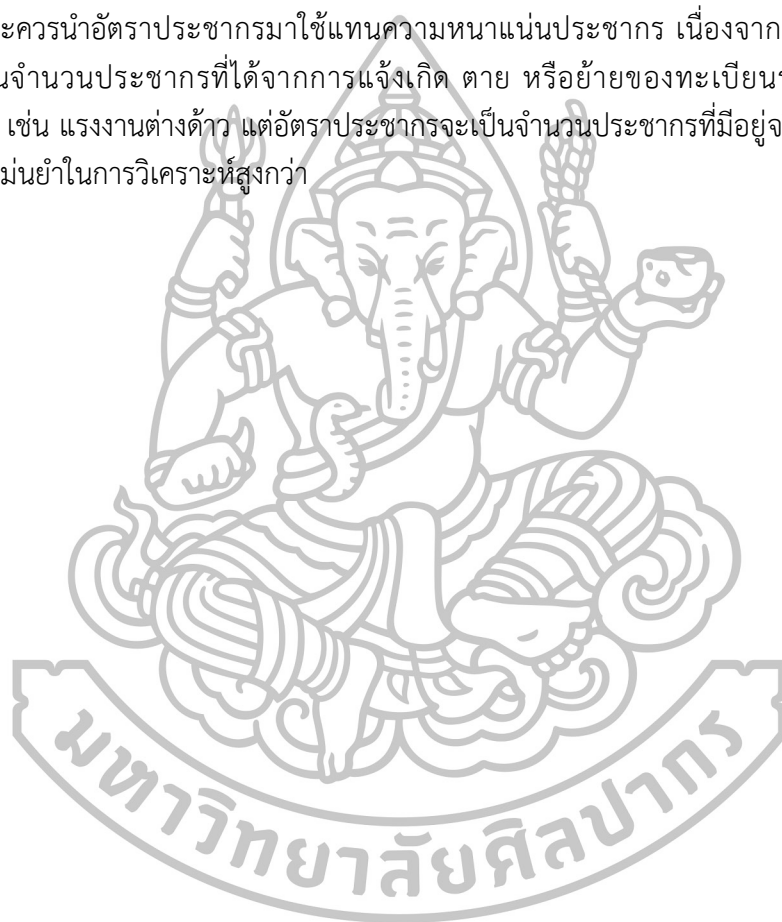 ะควรนำอัตราประชากรมาใช้แทนความหนาแน่นประชากร เนื่องจาก
นจำนวนประชากรที่ได้จากการแจ้งเกิด ตาย หรือย้ายของทะเบียนร
เช่น แรงงานต่างด้าว แต่อัตราประชากรจะเป็นจำนวนประชากรที่มีอยู่จ
ม่นยำในการวิเคราะห์สูงกว่า
มหาวิทยาลัยศิลปากร